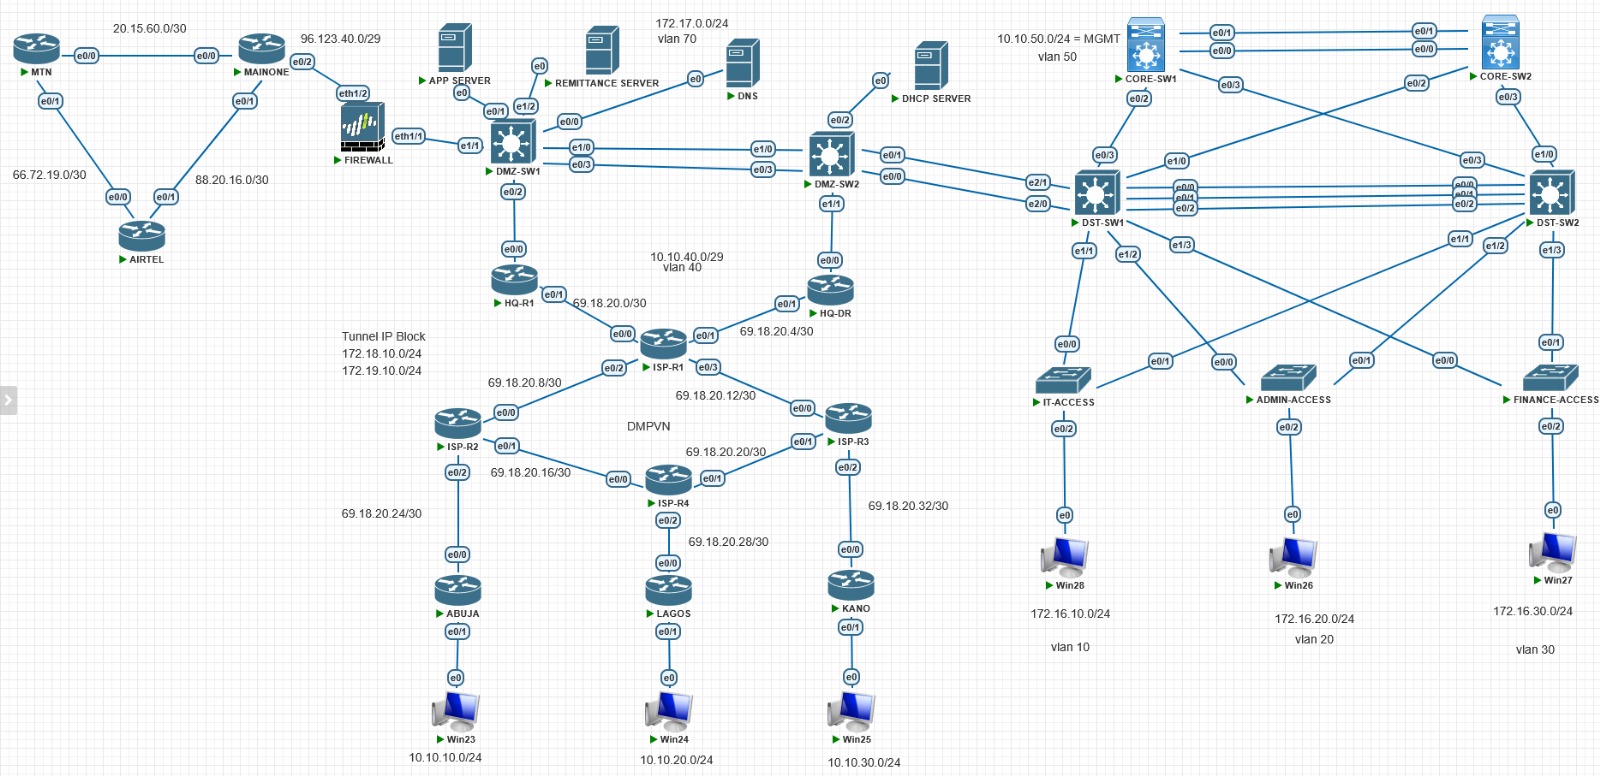 20.15.60.0/30
MTN
e0/0
e0/0
MAINONE
96.123.40.0/29
e0/2
e0/1
e0/1
eth1/2
FIREWALL
eth1/1
66.72.19.0/30
88.20.16.0/30
e0/0
e0/1
AIRTEL
APP SERVER
e0
e0/1
e0
e1/2
REMITTANCE SERVER
172.17.0.0/24
vlan 70
e0
DNS
e0/0
e1/1
DMZ-SW1
e1/0
e0/3
e0/2
e1/0
e0/3
e0
DHCP SERVER
e0/2
DMZ-SW2
e0/1
e0/0
e1/1
e0/0
HQ-R1
e0/1
10.10.40.0/29
vlan 40
e0/0
HQ-DR
e0/1
69.18.20.0/30
69.18.20.4/30
e0/0
e0/1
ISP-R1
e0/2
e0/3
Tunnel IP Block
172.18.10.0/24
172.19.10.0/24
69.18.20.8/30
69.18.20.12/30
e0/0
ISP-R2
e0/1
e0/2
DMPVN
e0/0
ISP-R3
e0/1
e0/2
69.18.20.16/30
69.18.20.20/30
e0/0
e0/1
ISP-R4
e0/2
69.18.20.24/30
69.18.20.28/30
69.18.20.32/30
e0/0
ABUJA
e0/1
e0
Win23
10.10.10.0/24
e0/0
LAGOS
e0/1
e0
Win24
10.10.20.0/24
e0/0
KANO
e0/1
e0
Win25
10.10.30.0/24
10.10.50.0/24 = MGMT
vlan 50
CORE-SW1
e0/1
e0/0
e0/2
e0/3
e0/1
e0/0
CORE-SW2
e0/2
e0/3
e0/3
e1/0
e2/1
e2/0
DST-SW1
e0/0
e0/1
e0/2
e0/3
e1/0
e0/0
e0/1
e0/2
DST-SW2
e1/1
e1/2
e1/3
e1/1
e1/2
e1/3
e0/0
e0/1
IT-ACCESS
e0/2
e0/0
e0/1
ADMIN-ACCESS
e0/2
e0/0
e0/1
FINANCE-ACCESS
e0/2
e0
Win28
172.16.10.0/24
vlan 10
e0
Win26
172.16.20.0/24
vlan 20
e0
Win27
172.16.30.0/24
vlan 30